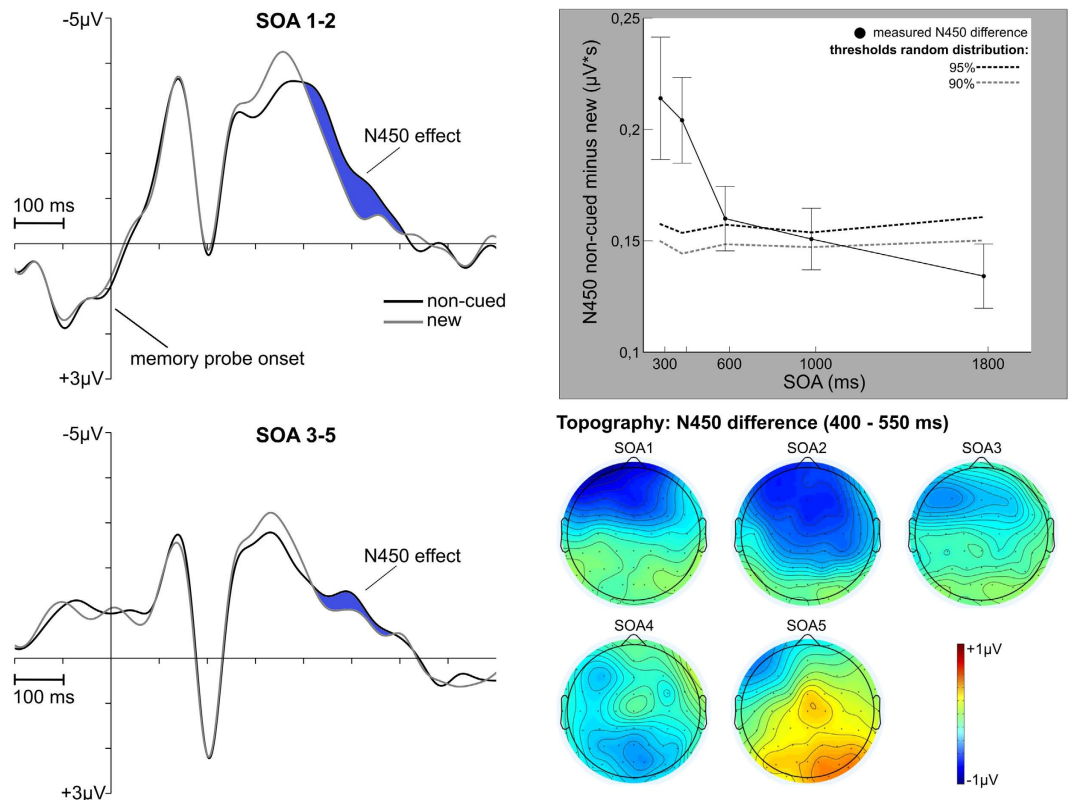 SOA 1-2
-5μV
N450 effect
100 ms
non-cued
new
memory probe onset
+3μV
SOA 3-5
-5μV
N450 effect
100 ms
+3μV
N450 non-cued minus new (μV*s)
0,25
0,2
0,15
0,1
measured N450 difference
thresholds random distribution:
95%
90%
300
600
1000
1800
SOA (ms)
Topography: N450 difference (400 - 550 ms)
SOA1
SOA2
SOA3
SOA4
SOA5
+1μV
-1μV